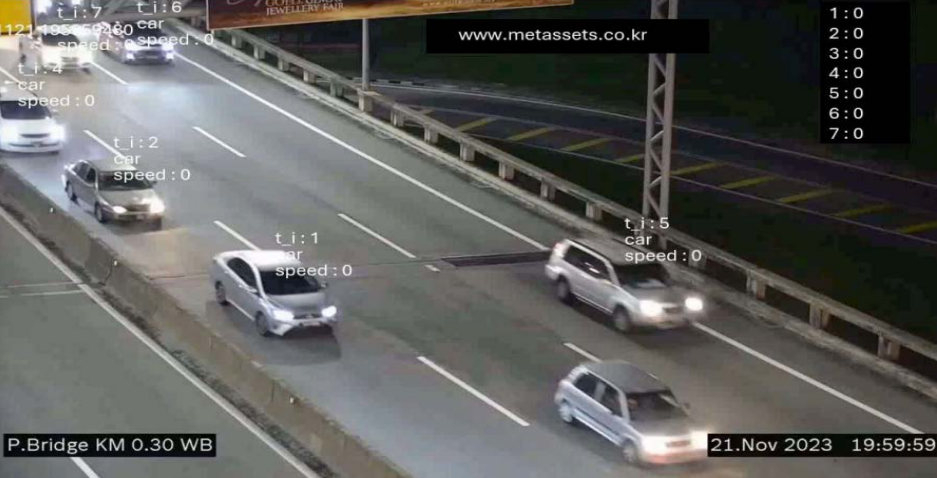 JEWELLERY FAIR
www.metassets.co.kr
1:0
2:0
3:0
4:0
5:0
6:0
7:0
t_i:7
t_i:6
car
speed:0
speed:0
t_i:4
car
speed:0
t_i:2
car
speed:0
t_i:1
car
speed:0
t_i:5
car
speed:0
P.Bridge KM 0.30 WB
21.Nov 2023 19:59:59